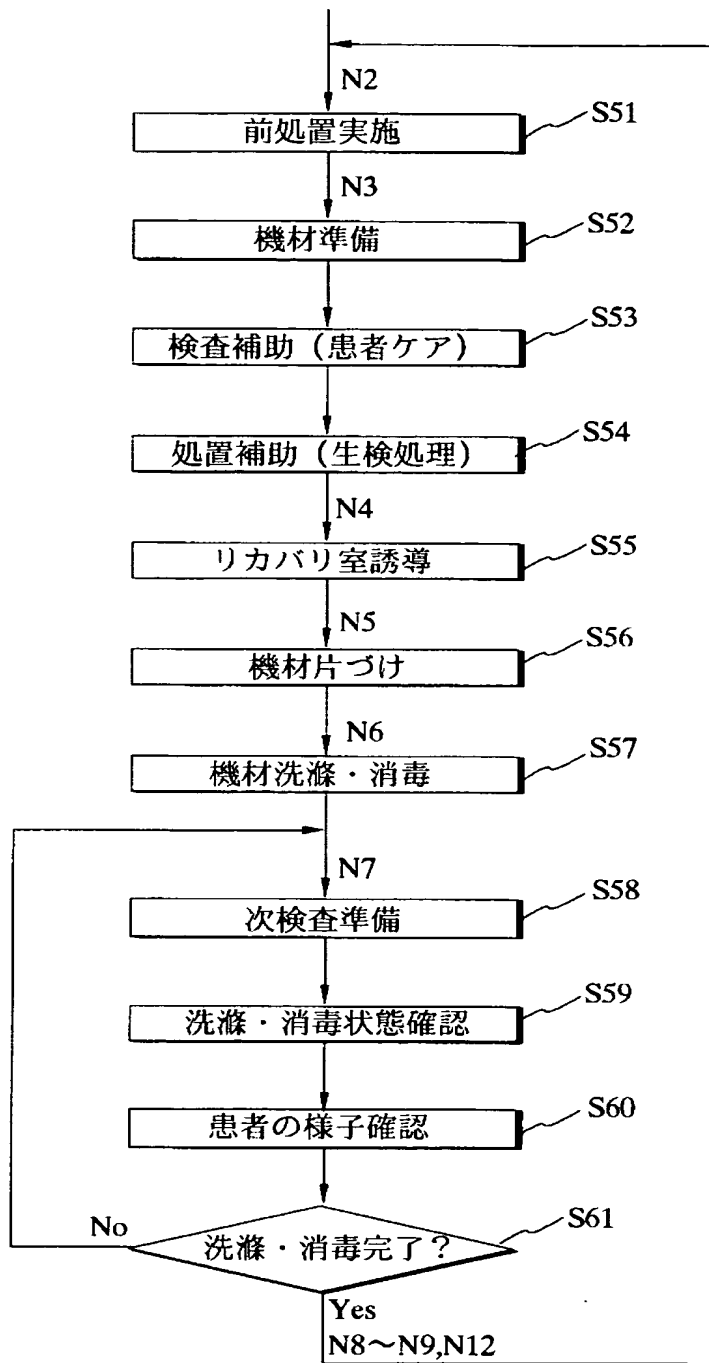 N2
前処置実施
S51
N3
機材準備
S52
検査補助（患者ケア）
S53
処置補助（生検処理）
S54
N4
リカバリ室誘導
S55
N5
機材片づけ
S56
N6
機材洗滌・消毒
S57
N7
次検査準備
S58
洗滌・消毒状態確認
S59
患者の様子確認
S60
No
洗滌・消毒完了？
S61
Yes
N8～N9,N12